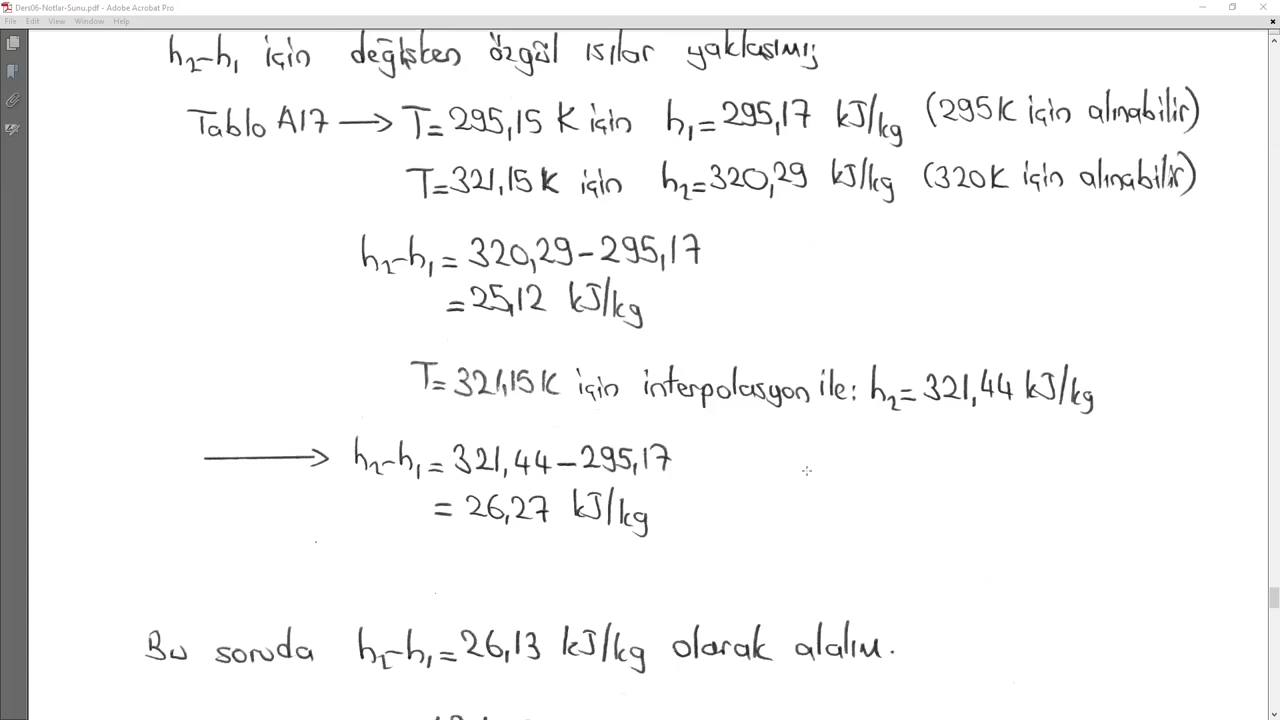 Ders06-Notlar-Sunu.pdf - Adobe Acrobat Pro
File Edit View Window Help
h₂-h₁ için değişken özgül ısılar yaklaşımı;
Tablo A17 → T=295,15 K için h₁=295,17 kJ/kg (295K için alınabilir)
T=321,15K için h₂=320,29 kJ/kg (320K için alınabilir)
h₂-h₁=320,29-295,17
=25,12 kJ/kg
T=321,15K için interpolasyon ile: h₂=321,44 kJ/kg
→ h₂-h₁=321,44-295,17
= 26,27 kJ/kg
Bu soruda h₂-h₁=26,13 kJ/kg olarak alalım.